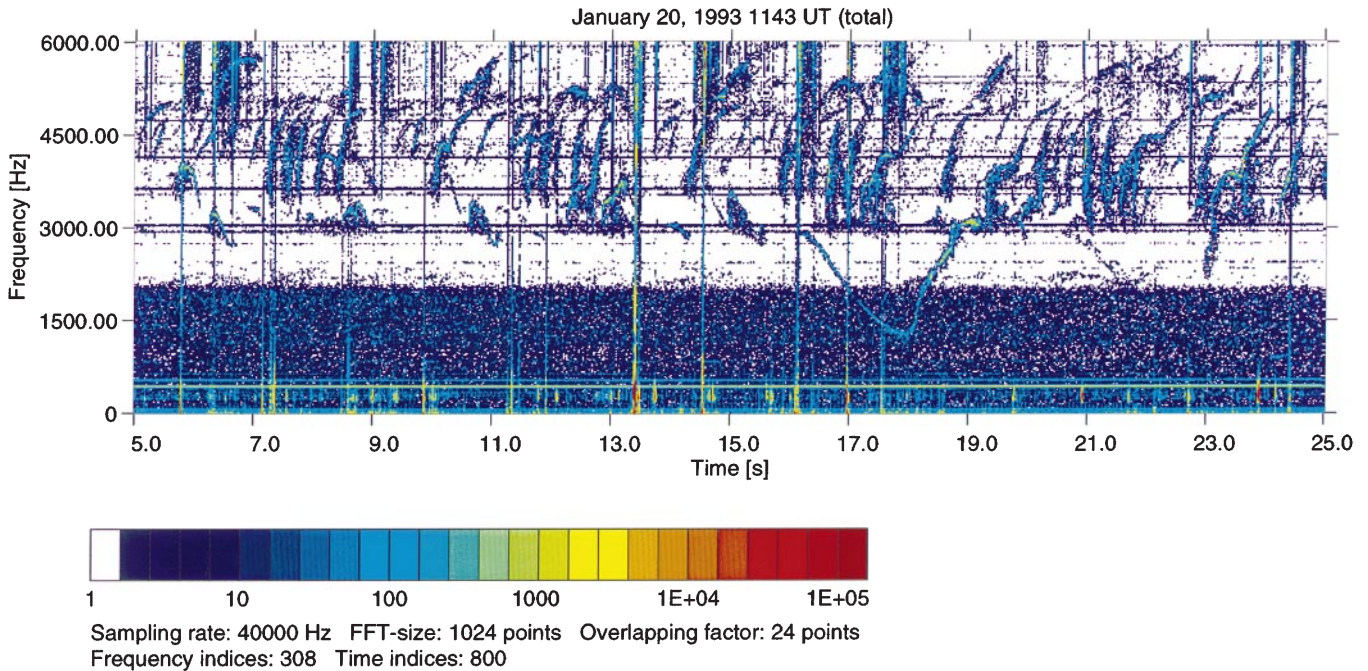 January 20, 1993 1143 UT (total)
6000.00
4500.00
3000.00
1500.00
0
Frequency [Hz]
5.0 7.0 9.0 11.0 13.0 15.0 17.0 19.0 21.0 23.0 25.0
Time [s]
1 10 100 1000 1E+04 1E+05
Sampling rate: 40000 Hz FFT-size: 1024 points Overlapping factor: 24 points
Frequency indices: 308 Time indices: 800